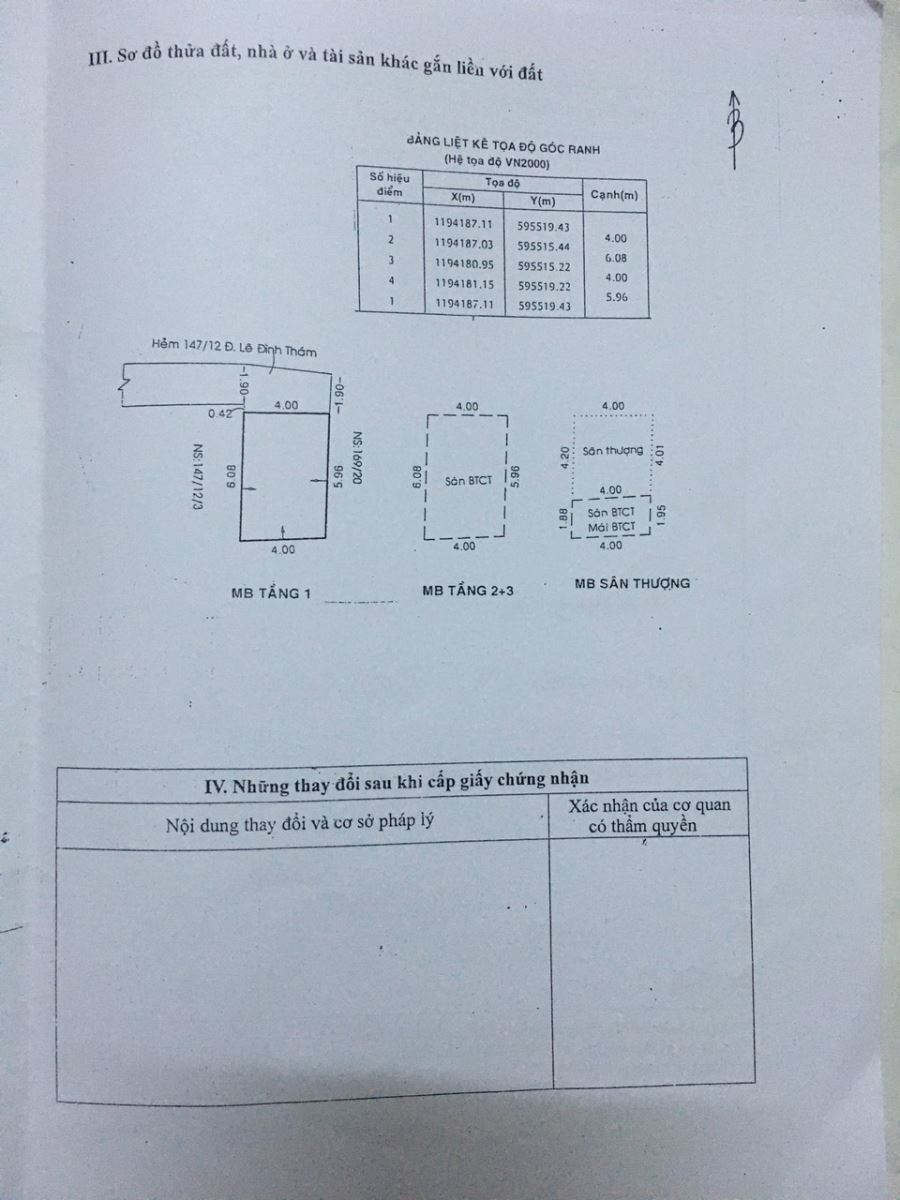 III. Sơ đồ thửa đất, nhà ở và tài sản khác gắn liền với đất
BẢNG LIỆT KÊ TỌA ĐỘ GÓC RANH
(Hệ tọa độ VN2000)
Số hiệu điểm Tọa độ Cạnh(m)
X(m) Y(m)
1 1194187.11 595519.43
4.00
2 1194187.03 595515.44
6.08
3 1194180.95 595515.22
4.00
4 1194181.15 595519.22
5.96
1 1194187.11 595519.43
Hẻm 147/12 Đ. Lê Đình Thám
1.90
1.90
0.42
4.00
NS:147/12/3
6.08
5.96
NS:169/20
4.00
MB TẦNG 1
4.00
6.08
Sàn BTCT
5.96
4.00
MB TẦNG 2+3
4.00
4.20
Sân thượng
4.01
4.00
1.88
Sàn BTCT
Mái BTCT
1.95
4.00
MB SÂN THƯỢNG
IV. Những thay đổi sau khi cấp giấy chứng nhận
Nội dung thay đổi và cơ sở pháp lý
Xác nhận của cơ quan
có thẩm quyền